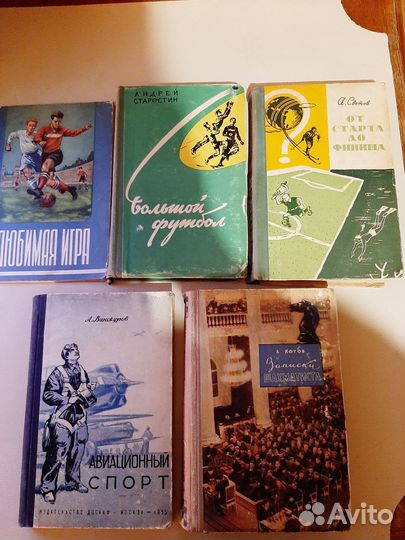 ЛЮБИМАЯ ИГРА
АНДРЕЙ
СТАРОСТИН
большой
футбол
А. Светов
ОТ
СТАРТА
ДО
ФИНИША
А. Винокуров
АВИАЦИОННЫЙ
СПОРТ
ИЗДАТЕЛЬСТВО ДОСААФ - МОСКВА - 1955
А. КОТОВ
Записки
ШАХМАТИСТА
Avito